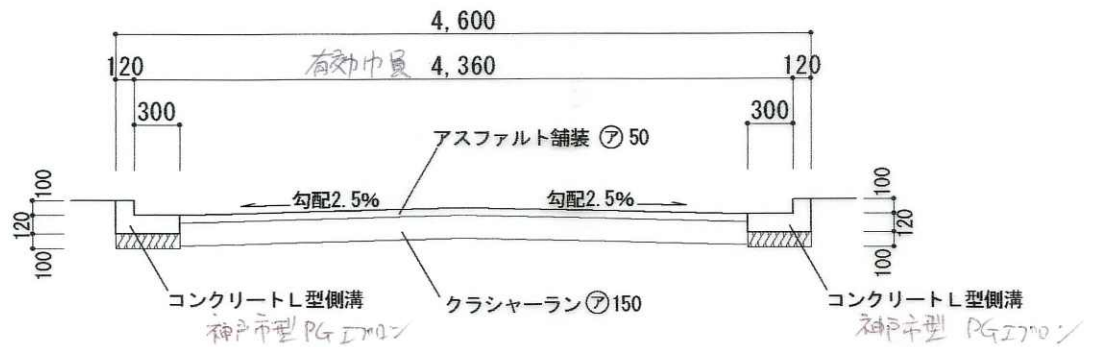 4,600
120 有効巾員 4,360 120
300 300
アスファルト舗装 ㋐ 50
勾配2.5% 勾配2.5%
100 100
120 120
100 100
コンクリートL型側溝 クラシャーラン㋐150 コンクリートL型側溝
神戸市型 PGエプロン 神戸市型 PGエプロン